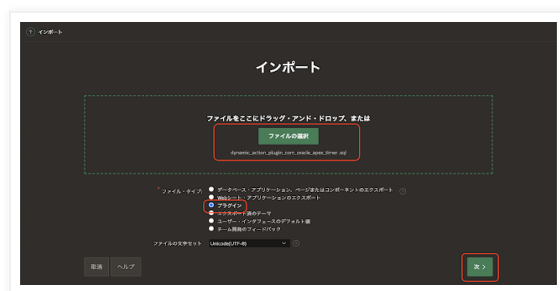 インポート
インポート
ファイルをここにドラッグ・アンド・ドロップ、または
ファイルの選択
dynamic_action_plugin_com_oracle_apex_timer.sql
* ファイル・タイプ
データベース・アプリケーション、ページまたはコンポーネントのエクスポート
Webシート・アプリケーションのエクスポート
プラグイン
エクスポート済のテーマ
ユーザー・インタフェースのデフォルト値
チーム開発のフィードバック
ファイルの文字セット Unicode(UTF-8)
取消 ヘルプ 次 >